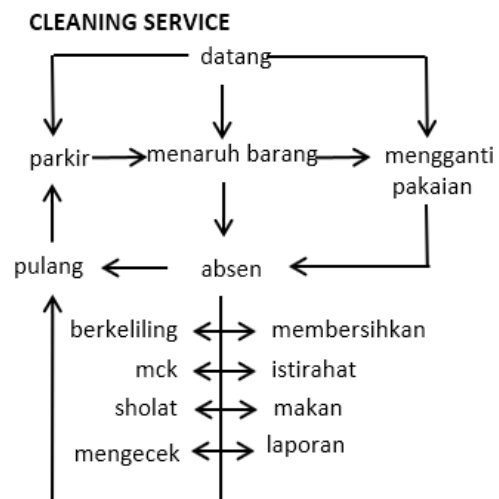 CLEANING SERVICE
datang
parkir
menaruh barang
mengganti
pakaian
pulang
absen
berkeliling
membersihkan
mck
istirahat
sholat
makan
mengecek
laporan